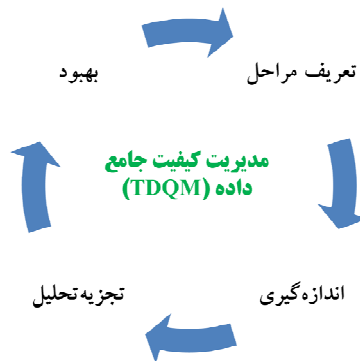 تعریف مراحل
بهبود
مدیریت کیفیت جامع
داده (TDQM)
اندازه‌گیری
تجزیه‌تحلیل